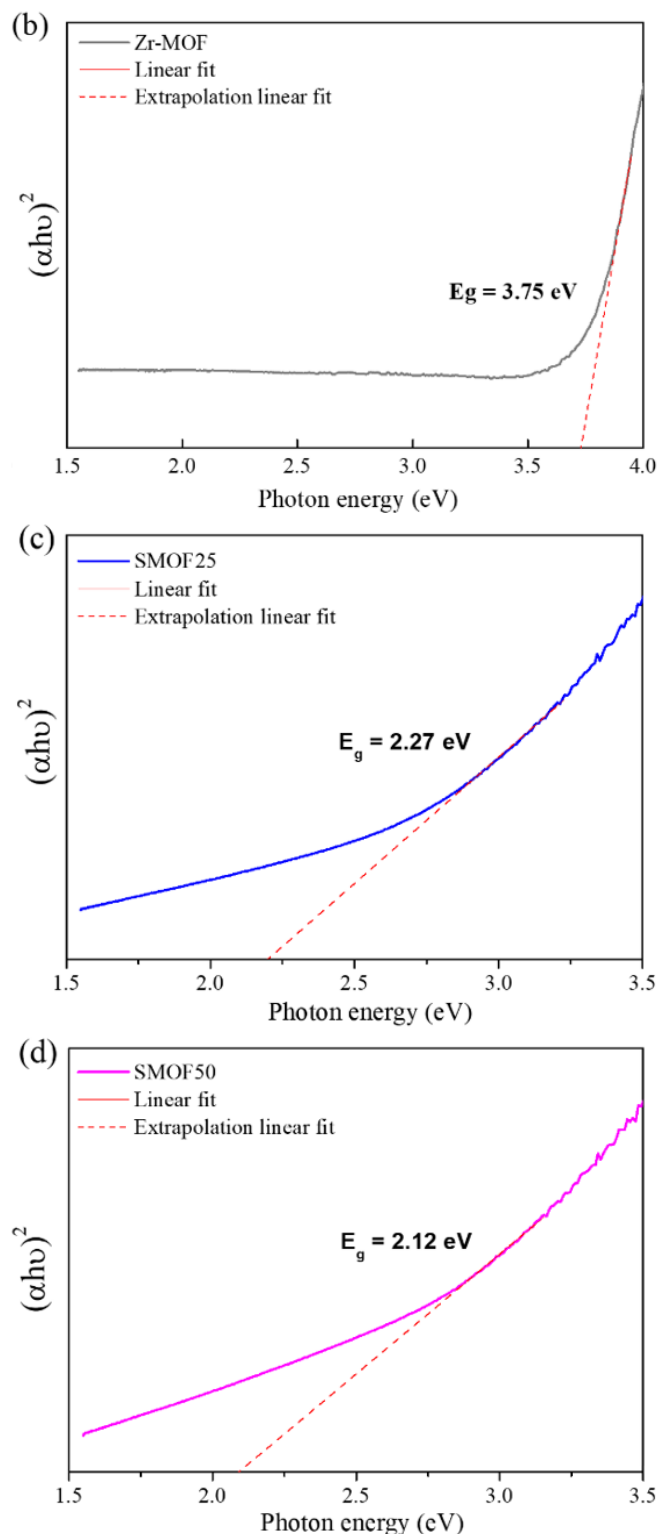 (b)
Zr-MOF
Linear fit
Extrapolation linear fit
(αhυ)²
Eg = 3.75 eV
1.5 2.0 2.5 3.0 3.5 4.0
Photon energy (eV)
(c)
SMOF25
Linear fit
Extrapolation linear fit
(αhυ)²
E_g = 2.27 eV
1.5 2.0 2.5 3.0 3.5
Photon energy (eV)
(d)
SMOF50
Linear fit
Extrapolation linear fit
(αhυ)²
E_g = 2.12 eV
1.5 2.0 2.5 3.0 3.5
Photon energy (eV)